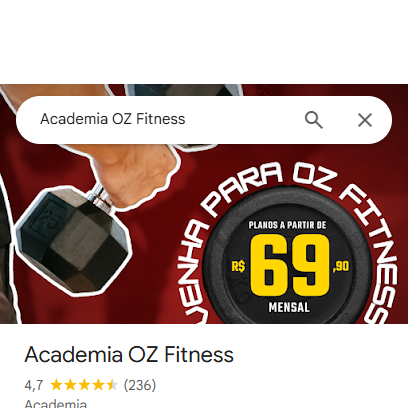 Academia OZ Fitness
VENHA PARA OZ FITNESS
PLANOS A PARTIR DE
R$ 69,90
MENSAL
Academia OZ Fitness
4,7 (236)
Academia